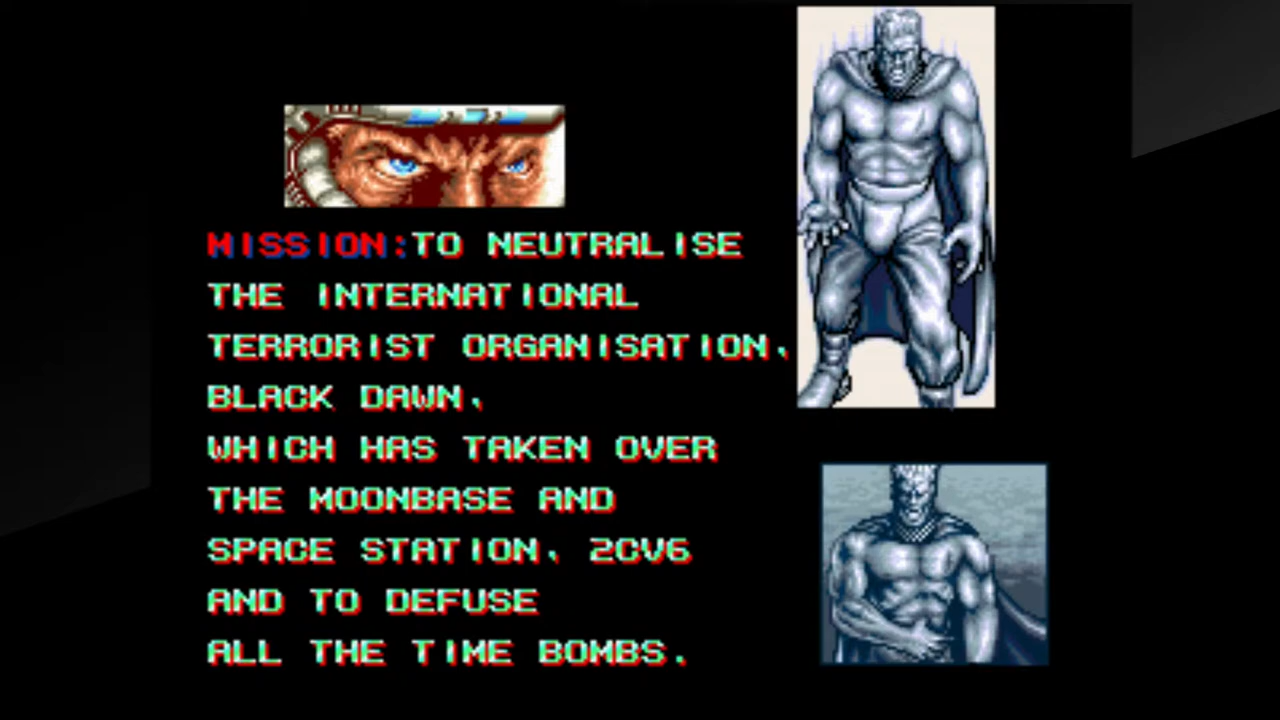 MISSION:TO NEUTRALISE
THE INTERNATIONAL
TERRORIST ORGANISATION,
BLACK DAWN,
WHICH HAS TAKEN OVER
THE MOONBASE AND
SPACE STATION, 2CV6
AND TO DEFUSE
ALL THE TIME BOMBS.